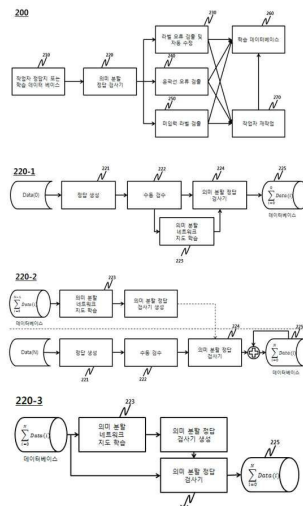 200
230
260
라벨 오류 검출 및
자동 수정
학습 데이터베이스
210
220
작업자 정답지 또는
학습 데이터 베이스
의미 분할
정답 검사기
240
윤곽선 오류 검출
250
270
미입력 라벨 검출
작업자 재작업
220-1
221
222
224
225
Data(0)
정답 생성
수동 검수
의미 분할 정답
검사기
데이터베이스
의미 분할
네트워크
지도 학습
223
220-2
223
의미 분할
네트워크
지도 학습
의미 분할 정답
검사기 생성
데이터베이스
224
225
Data(N)
정답 생성
수동 검수
의미 분할 정답
검사기
데이터베이스
221
222
220-3
223
의미 분할
네트워크
지도 학습
의미 분할 정답
검사기 생성
225
데이터베이스
의미 분할 정답
검사기